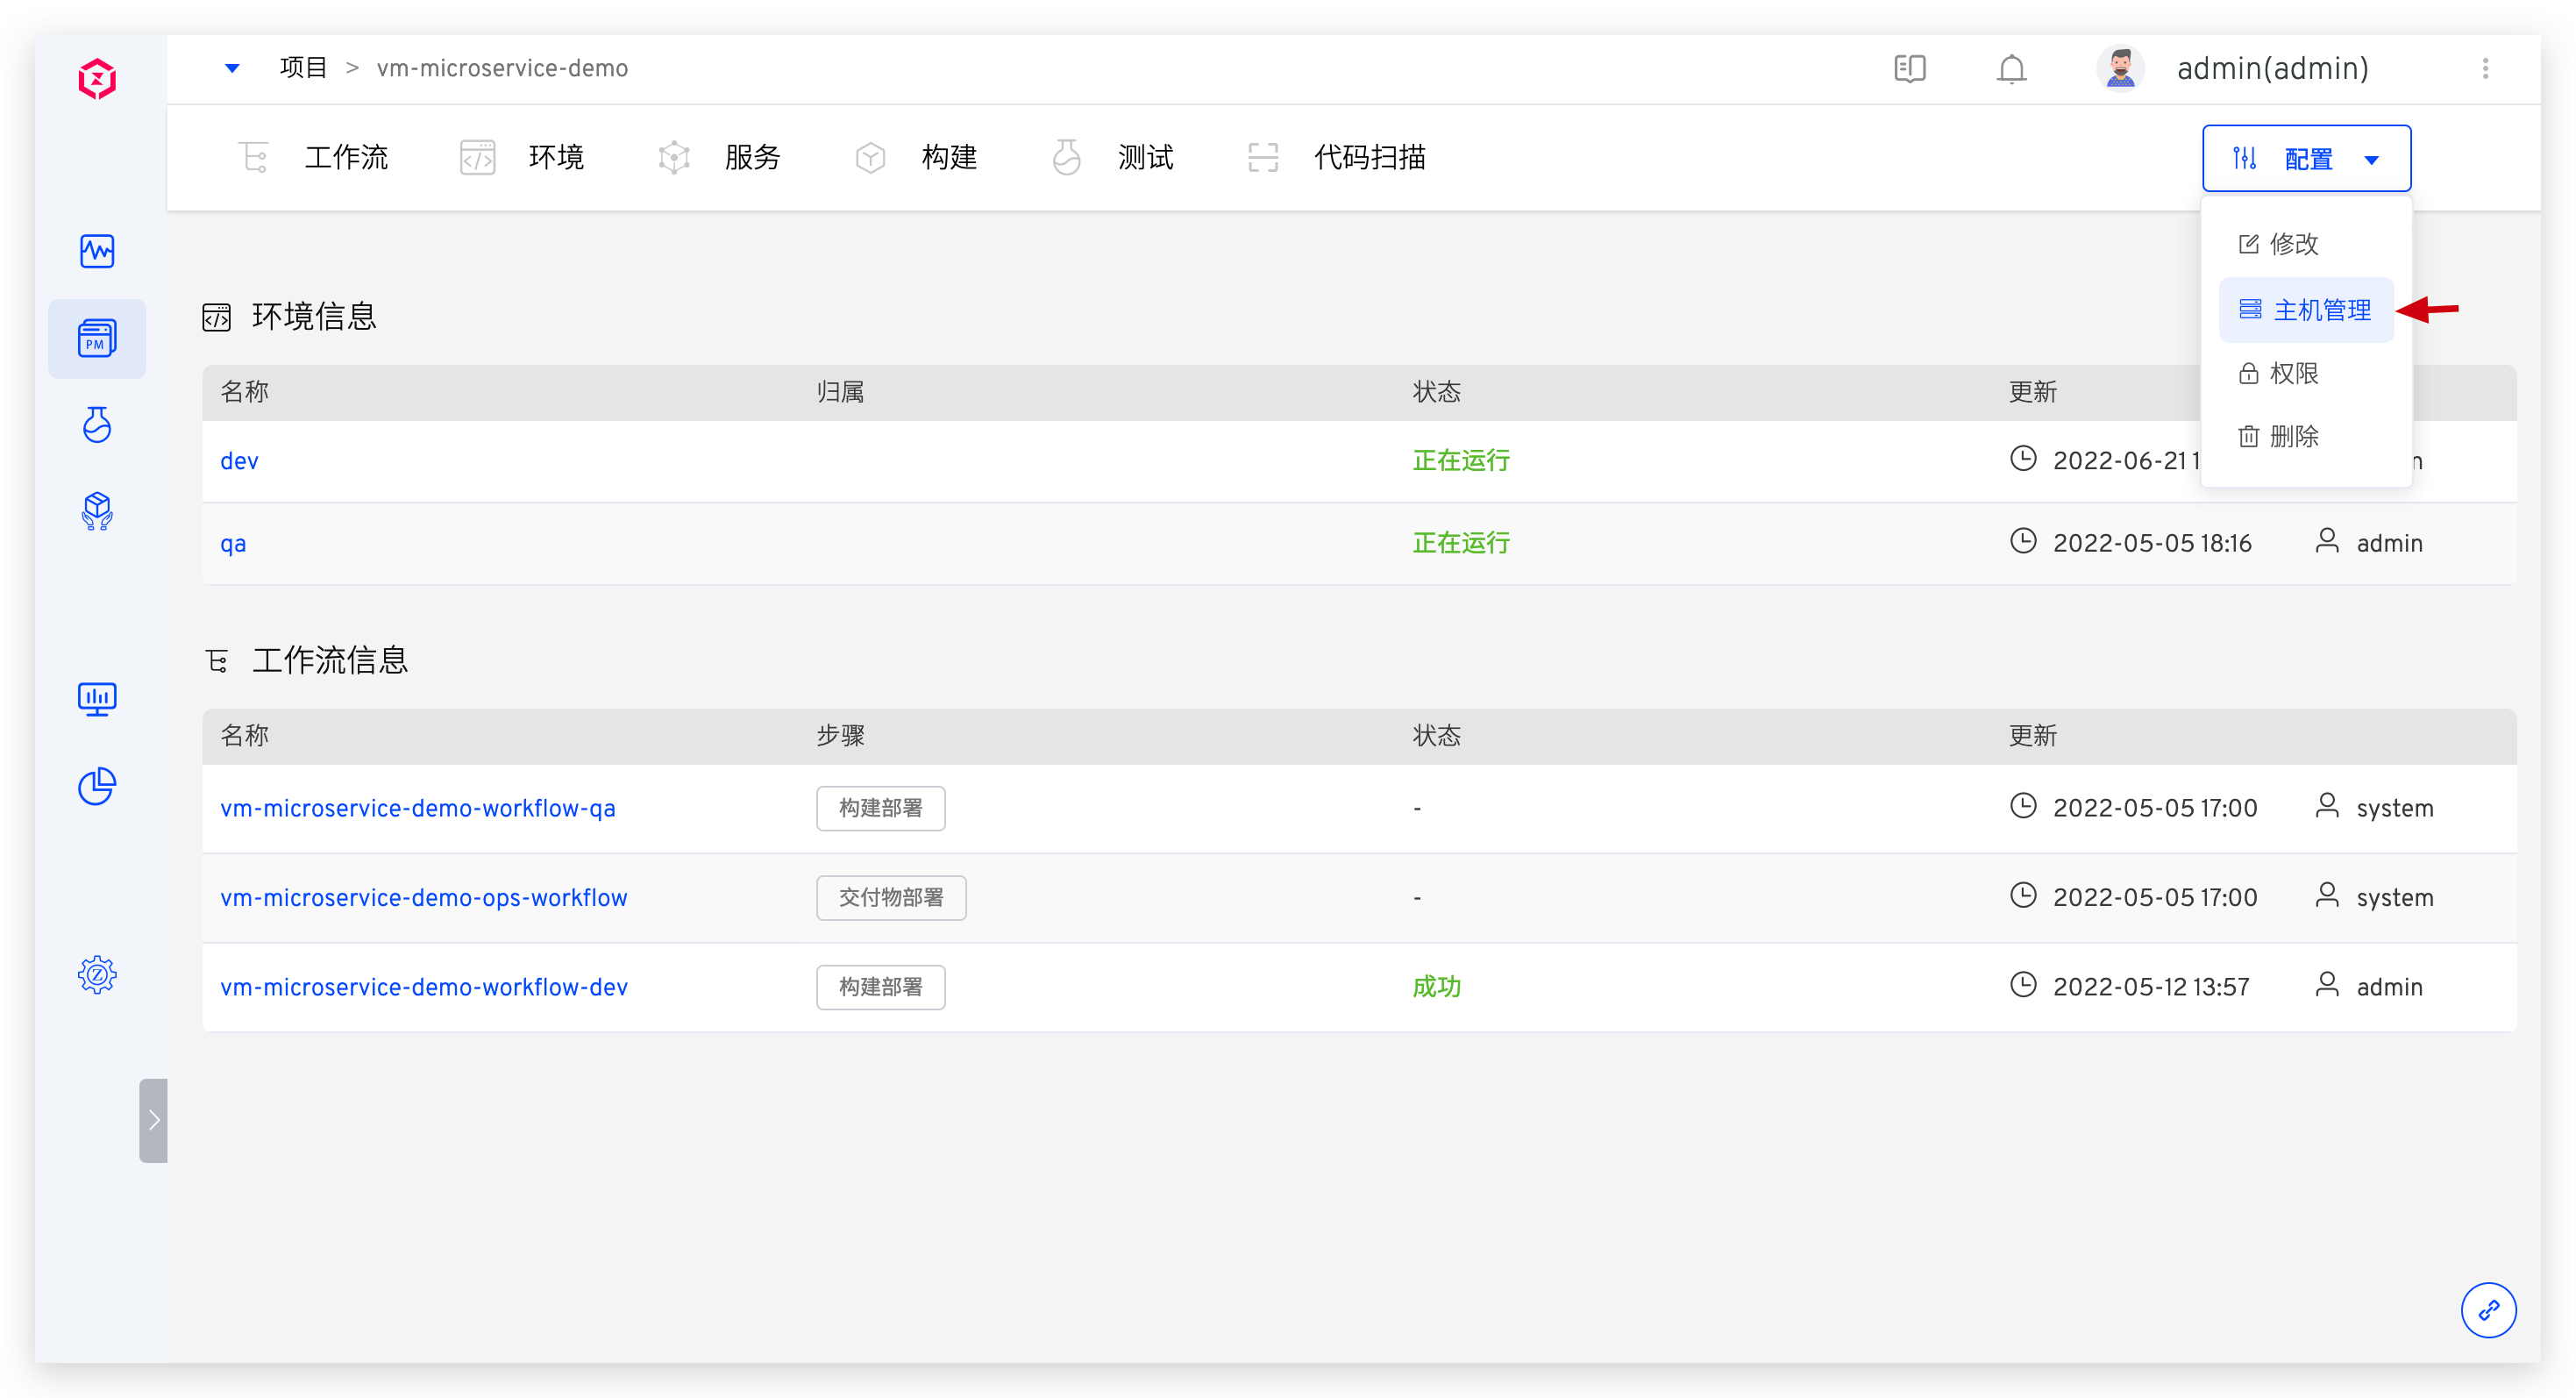 项目 > vm-microservice-demo
admin(admin)
工作流 环境 服务 构建 测试 代码扫描 配置
修改
主机管理
权限
删除
PM
环境信息
名称 归属 状态 更新
dev 正在运行 2022-06-21 1
qa 正在运行 2022-05-05 18:16 admin
工作流信息
名称 步骤 状态 更新
vm-microservice-demo-workflow-qa 构建部署 - 2022-05-05 17:00 system
vm-microservice-demo-ops-workflow 交付物部署 - 2022-05-05 17:00 system
vm-microservice-demo-workflow-dev 构建部署 成功 2022-05-12 13:57 admin